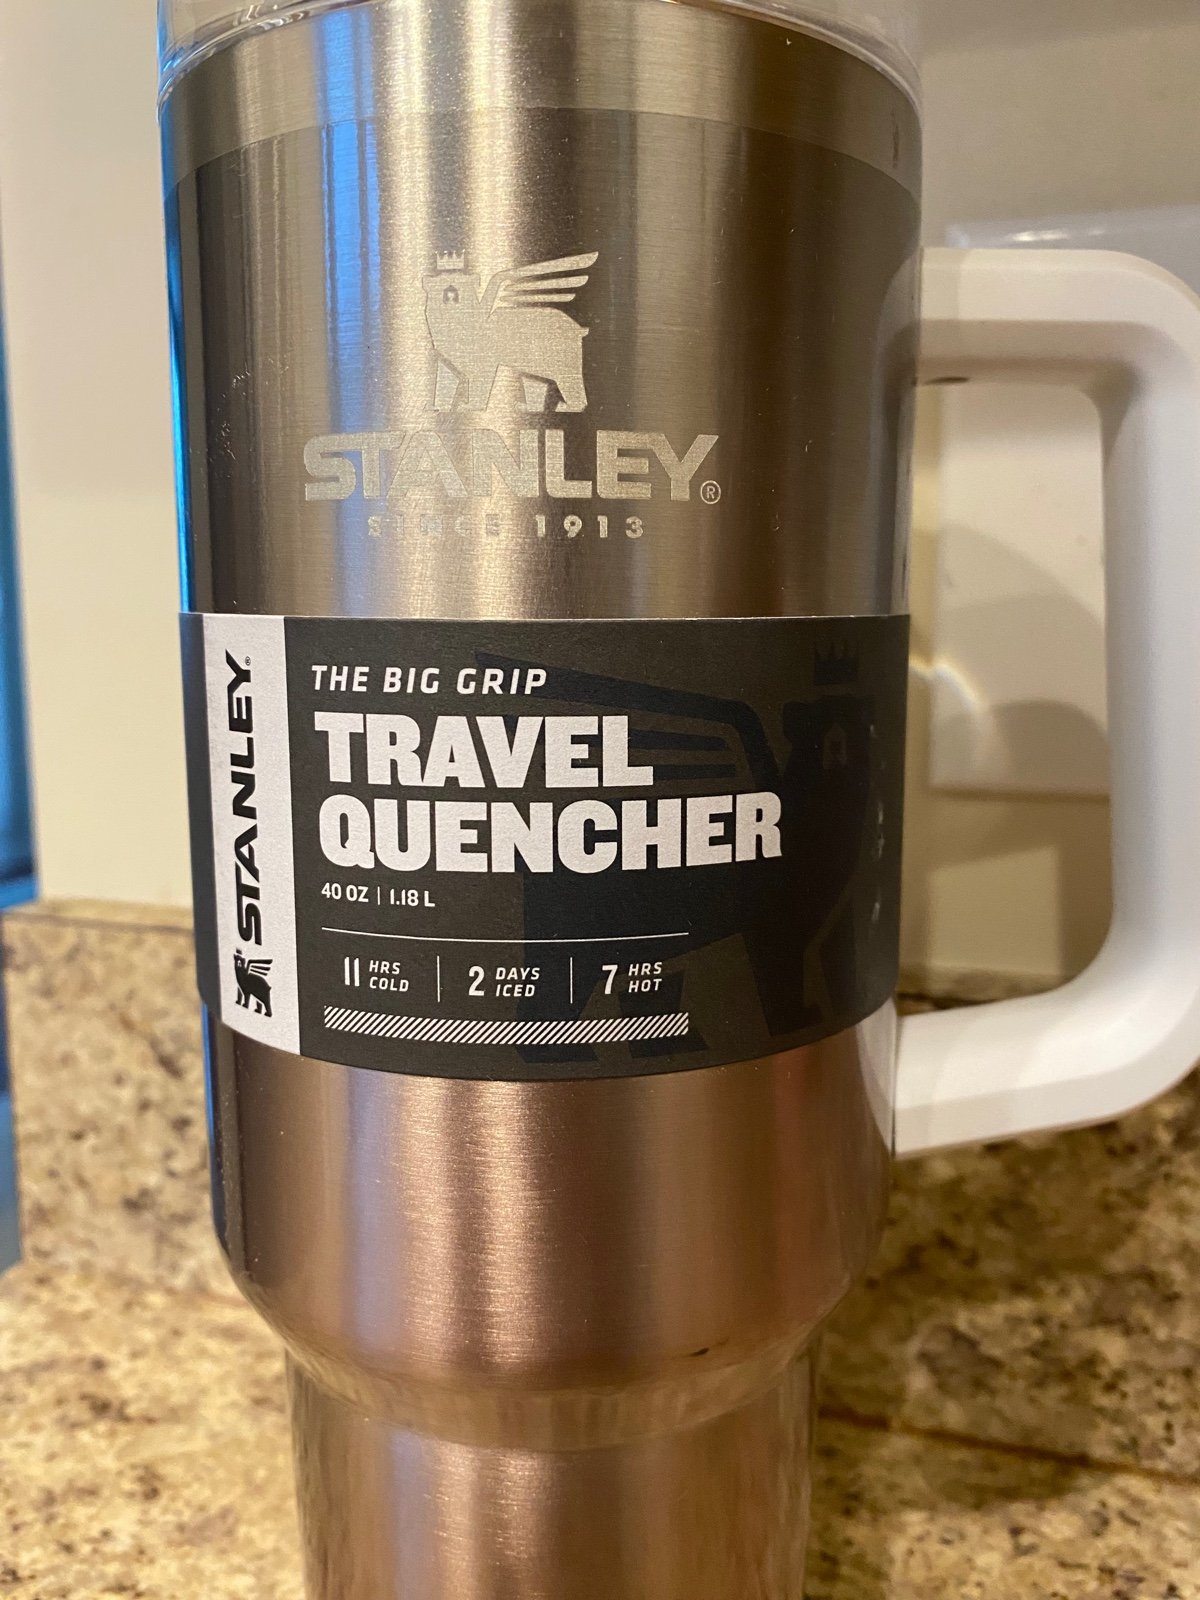 STANLEY®
SINCE 1913
STANLEY®
THE BIG GRIP
TRAVEL
QUENCHER
40 OZ | 1.18 L
11 HRS COLD | 2 DAYS ICED | 7 HRS HOT